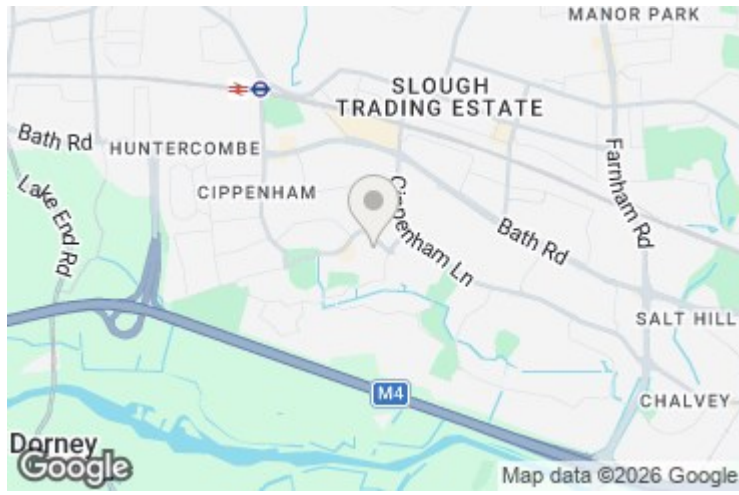 MANOR PARK
SLOUGH
TRADING ESTATE
Bath Rd
HUNTERCOMBE
Farnham Rd
Lake End Rd
CIPPENHAM
Cippenham Ln
Bath Rd
SALT HILL
M4
CHALVEY
Dorney
Google
Map data ©2026 Google